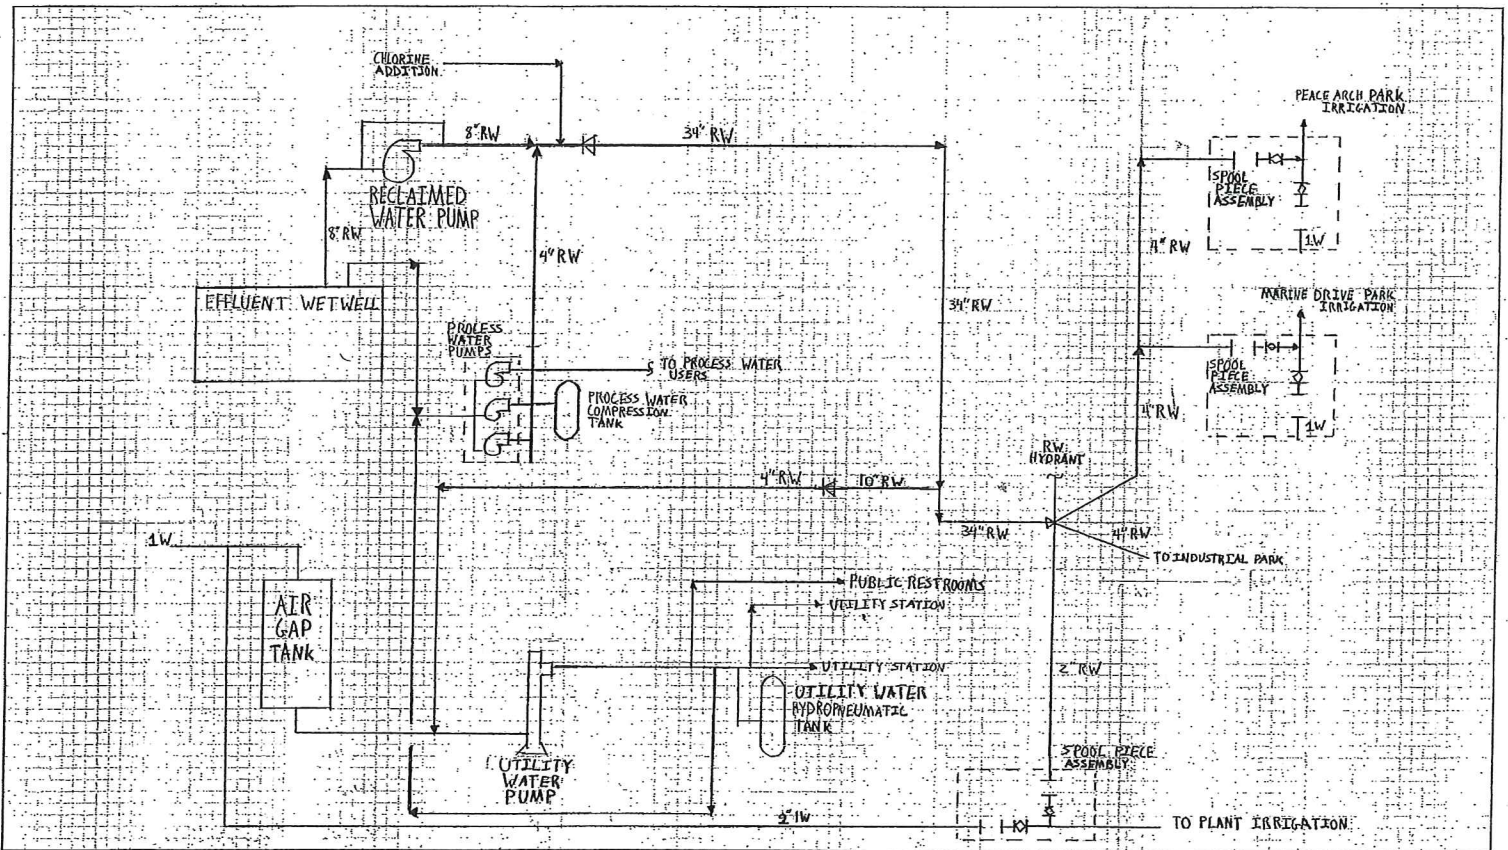 CHLORINE
ADDITION
PEACE ARCH PARK
IRRIGATION
8" RW
34" RW
SPOOL
PIECE
ASSEMBLY
RECLAIMED
WATER PUMP
8" RW
4" RW
4" RW
1W
EFFLUENT WETWELL
34" RW
MARINE DRIVE PARK
IRRIGATION
PROCESS
WATER
PUMPS
TO PROCESS WATER
USERS
SPOOL
PIECE
ASSEMBLY
PROCESS WATER
COMPRESSION
TANK
4" RW
1W
RW
HYDRANT
4" RW
10" RW
34" RW
4" RW
1W
TO INDUSTRIAL PARK
PUBLIC RESTROOMS
UTILITY STATION
AIR
GAP
TANK
UTILITY STATION
2" RW
UTILITY WATER
HYDROPNEUMATIC
TANK
SPOOL PIECE
ASSEMBLY
UTILITY
WATER
PUMP
2" 1W
TO PLANT IRRIGATION